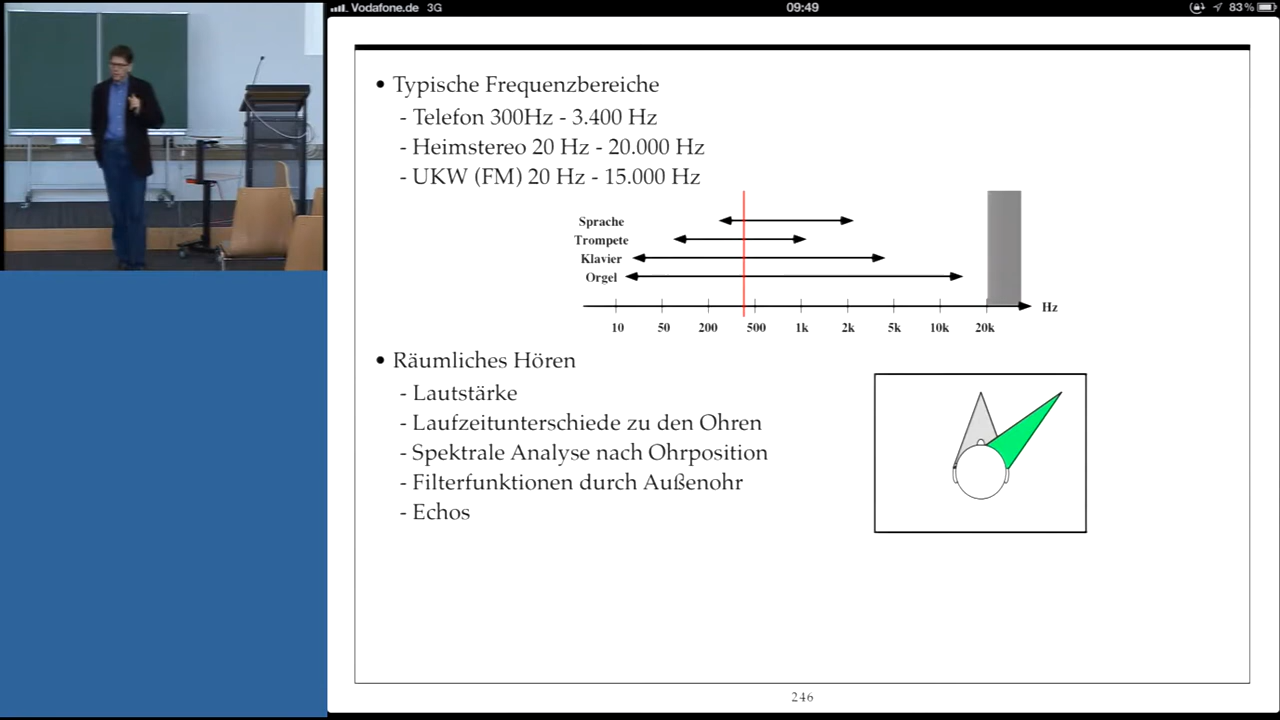 Vodafone.de 3G 09:49 83%
• Typische Frequenzbereiche
- Telefon 300Hz - 3.400 Hz
- Heimstereo 20 Hz - 20.000 Hz
- UKW (FM) 20 Hz - 15.000 Hz
Sprache
Trompete
Klavier
Orgel
Hz
10 50 200 500 1k 2k 5k 10k 20k
• Räumliches Hören
- Lautstärke
- Laufzeitunterschiede zu den Ohren
- Spektrale Analyse nach Ohrposition
- Filterfunktionen durch Außenohr
- Echos
246